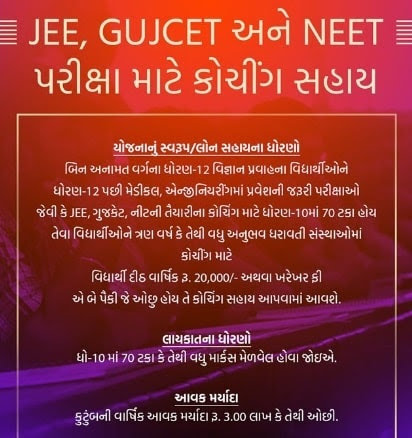 JEE, GUJCET અને NEET
પરીક્ષા માટે કોચીંગ સહાય
યોજનાનું સ્વરૂપ/લોન સહાયના ધોરણો
બિન અનામત વર્ગના ધોરણ-12 વિજ્ઞાન પ્રવાહના વિદ્યાર્થીઓને
ધોરણ-12 પછી મેડીકલ, એન્જીનિયરીંગમાં પ્રવેશની જરૂરી પરીક્ષાઓ
જેવી કે JEE, ગુજકેટ, નીટની તૈયારીના કોચિંગ માટે ધોરણ-10માં 70 ટકા હોય
તેવા વિદ્યાર્થીઓને ત્રણ વર્ષ કે તેથી વધુ અનુભવ ધરાવતી સંસ્થાઓમાં
કોચીંગ માટે
વિદ્યાર્થી દીઠ વાર્ષિક રૂ. 20,000/- અથવા ખરેખર ફી
એ બે પૈકી જે ઓછુ હોય તે કોચિંગ સહાય આપવામાં આવશે.
લાયકાતના ધોરણો
ધો-10 માં 70 ટકા કે તેથી વધુ માર્કસ મેળવેલ હોવા જોઇએ.
આવક મર્યાદા
કુટુંબની વાર્ષિક આવક મર્યાદા રૂ. 3.00 લાખ કે તેથી ઓછી.